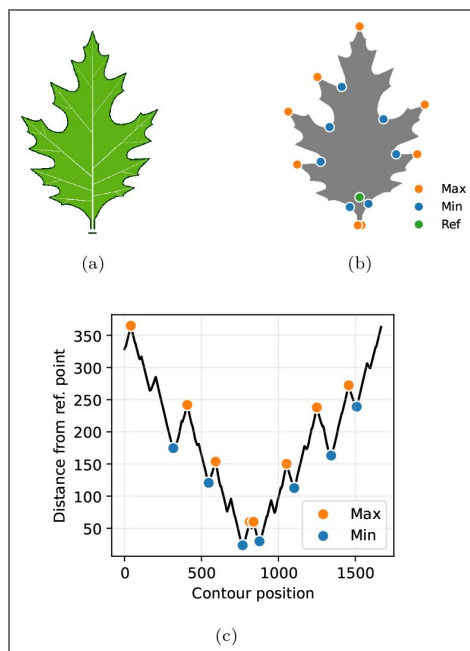 Max
Min
Ref
(a)
(b)
350
300
250
200
150
100
50
Distance from ref. point
Max
Min
0
500
1000
1500
Contour position
(c)